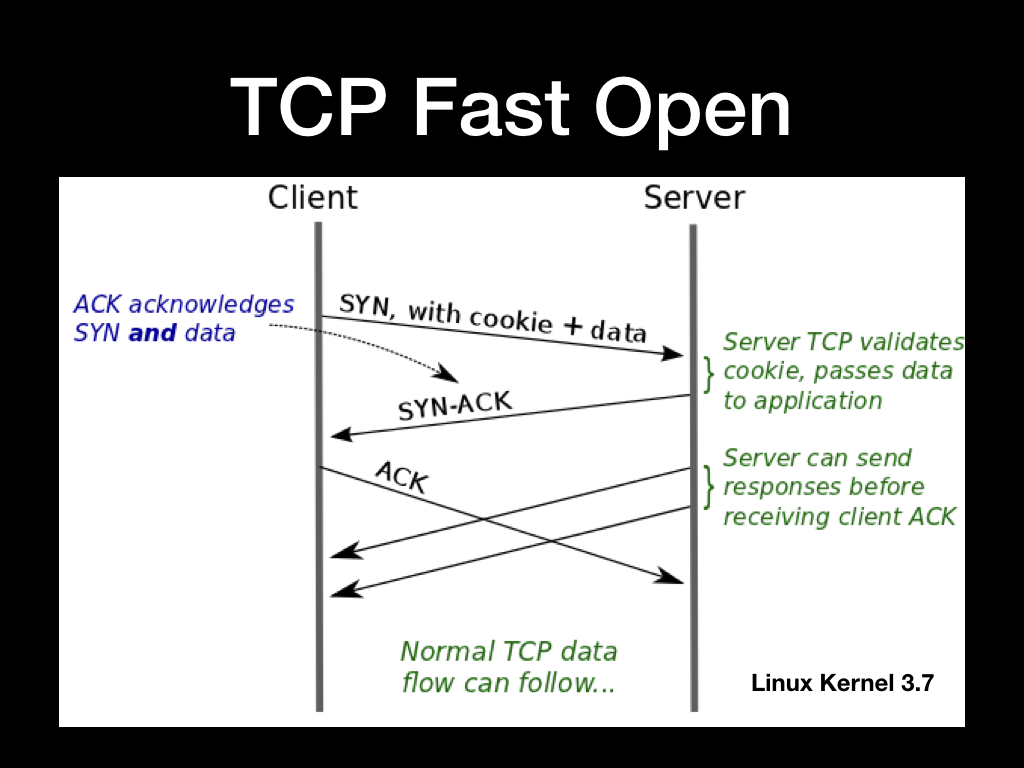 TCP Fast Open
Client
Server
ACK acknowledges
SYN and data
SYN, with cookie + data
Server TCP validates
cookie, passes data
to application
SYN-ACK
Server can send
responses before
receiving client ACK
ACK
Normal TCP data
flow can follow...
Linux Kernel 3.7